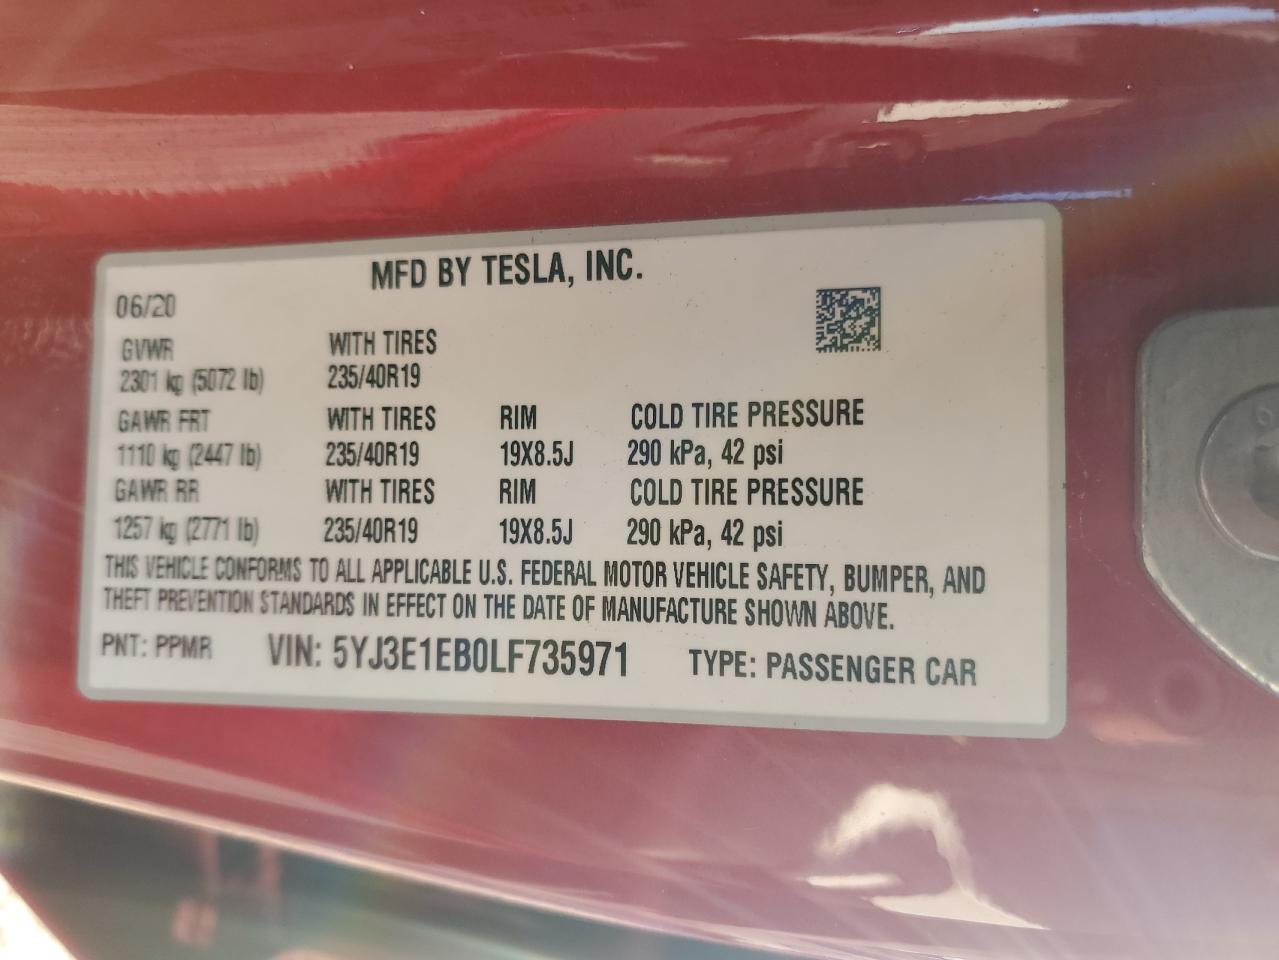 MFD BY TESLA, INC.
06/20
GVWR WITH TIRES
2301 kg (5072 lb) 235/40R19
GAWR FRT WITH TIRES RIM COLD TIRE PRESSURE
1110 kg (2447 lb) 235/40R19 19X8.5J 290 kPa, 42 psi
GAWR RR WITH TIRES RIM COLD TIRE PRESSURE
1257 kg (2771 lb) 235/40R19 19X8.5J 290 kPa, 42 psi
THIS VEHICLE CONFORMS TO ALL APPLICABLE U.S. FEDERAL MOTOR VEHICLE SAFETY, BUMPER, AND
THEFT PREVENTION STANDARDS IN EFFECT ON THE DATE OF MANUFACTURE SHOWN ABOVE.
PNT: PPMR VIN: 5YJ3E1EB0LF735971 TYPE: PASSENGER CAR